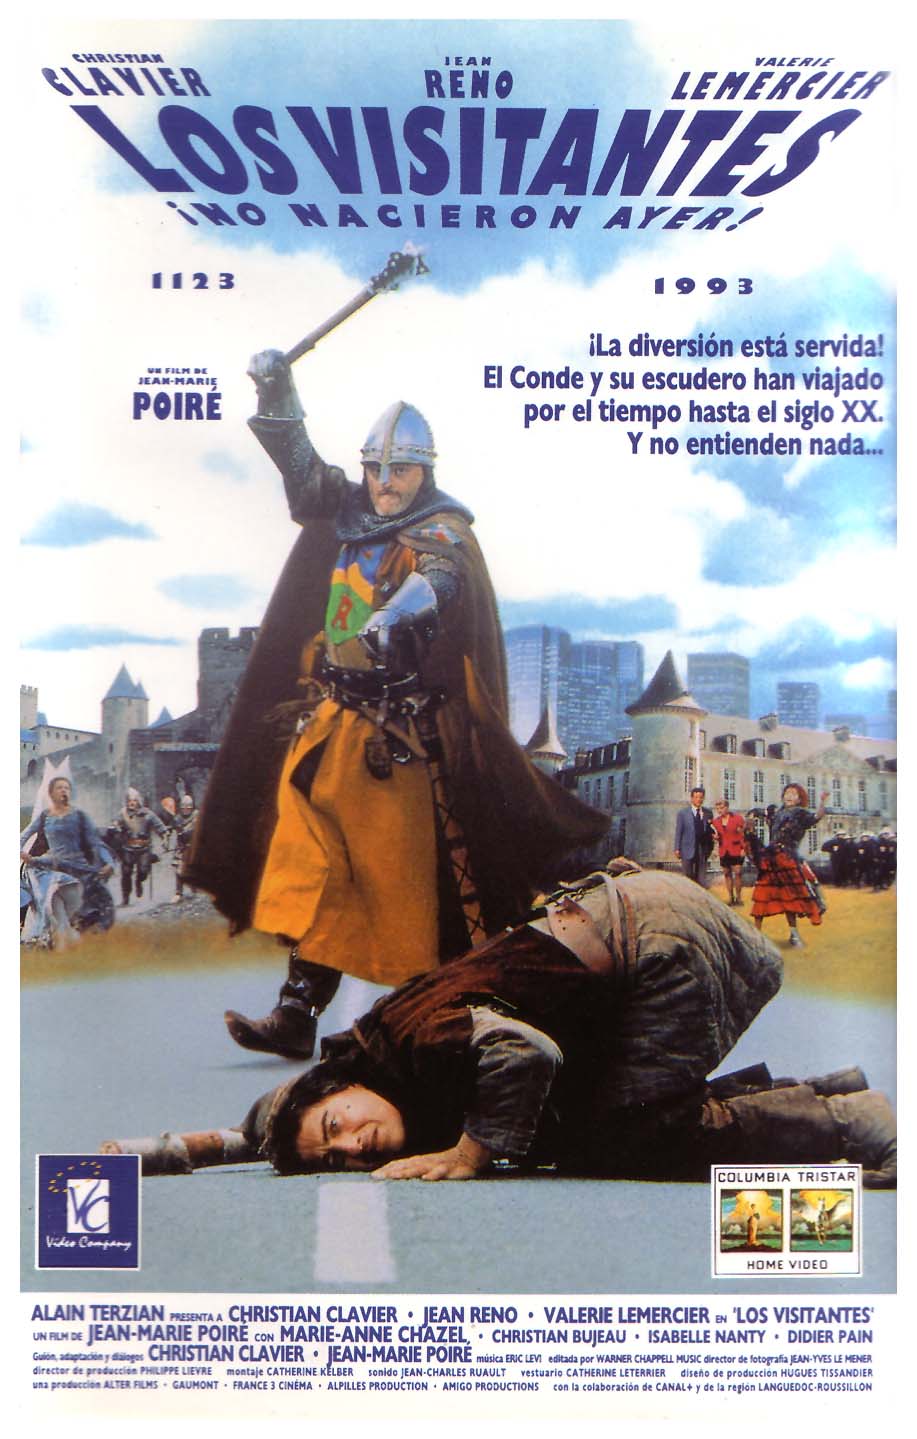 CHRISTIAN CLAVIER
JEAN RENO
VALERIE LEMERCIER
LOS VISITANTES
¡NO NACIERON AYER!
1123
1993
UN FILM DE
JEAN-MARIE
POIRÉ
¡La diversión está servida!
El Conde y su escudero han viajado
por el tiempo hasta el siglo XX.
Y no entienden nada...
R
VC
Video Company
COLUMBIA TRISTAR
HOME VIDEO
ALAIN TERZIAN PRESENTA A CHRISTIAN CLAVIER · JEAN RENO · VALERIE LEMERCIER EN 'LOS VISITANTES'
UN FILM DE JEAN-MARIE POIRÉ CON MARIE-ANNE CHAZEL · CHRISTIAN BUJEAU · ISABELLE NANTY · DIDIER PAIN
Guión, adaptación y diálogos CHRISTIAN CLAVIER · JEAN-MARIE POIRÉ música ERIC LEVI editada por WARNER CHAPPELL MUSIC director de fotografía JEAN-YVES LE MENER
director de producción PHILIPPE LIEVRE montaje CATHERINE KELBER sonido JEAN-CHARLES RUAULT vestuario CATHERINE LETERRIER diseño de producción HUGUES TISSANDIER
una producción ALTER FILMS · GAUMONT · FRANCE 3 CINÉMA · ALPILLES PRODUCTION · AMIGO PRODUCTIONS con la colaboración de CANAL+ y de la región LANGUEDOC-ROUSSILLON